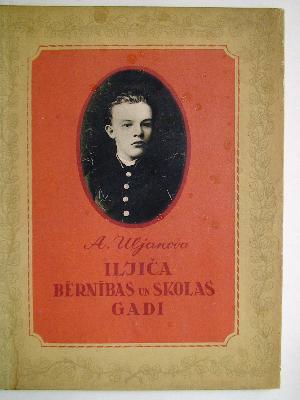 A. Uljanova
ILJIČA
BĒRNĪBAS UN SKOLAS
GADI